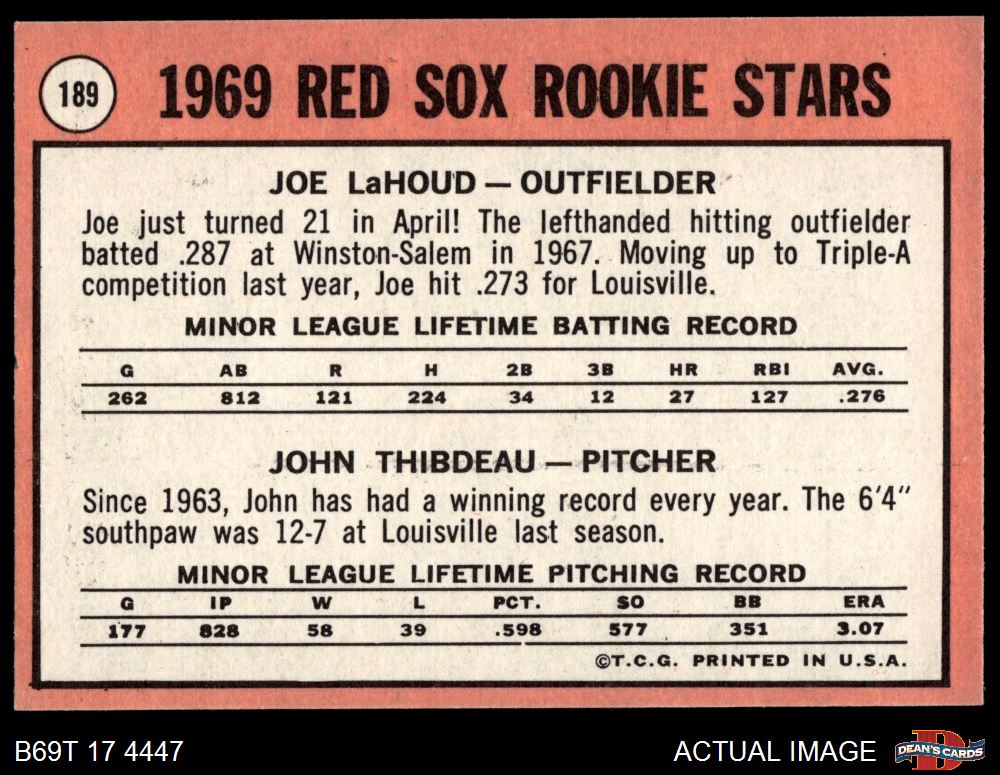 189
1969 RED SOX ROOKIE STARS
JOE LaHOUD — OUTFIELDER
Joe just turned 21 in April! The lefthanded hitting outfielder
batted .287 at Winston-Salem in 1967. Moving up to Triple-A
competition last year, Joe hit .273 for Louisville.
MINOR LEAGUE LIFETIME BATTING RECORD
G AB R H 2B 3B HR RBI AVG.
262 812 121 224 34 12 27 127 .276
JOHN THIBDEAU — PITCHER
Since 1963, John has had a winning record every year. The 6'4"
southpaw was 12-7 at Louisville last season.
MINOR LEAGUE LIFETIME PITCHING RECORD
G IP W L PCT. SO BB ERA
177 828 58 39 .598 577 351 3.07
©T.C.G. PRINTED IN U.S.A.
B69T 17 4447
ACTUAL IMAGE
D
DEAN'S CARDS